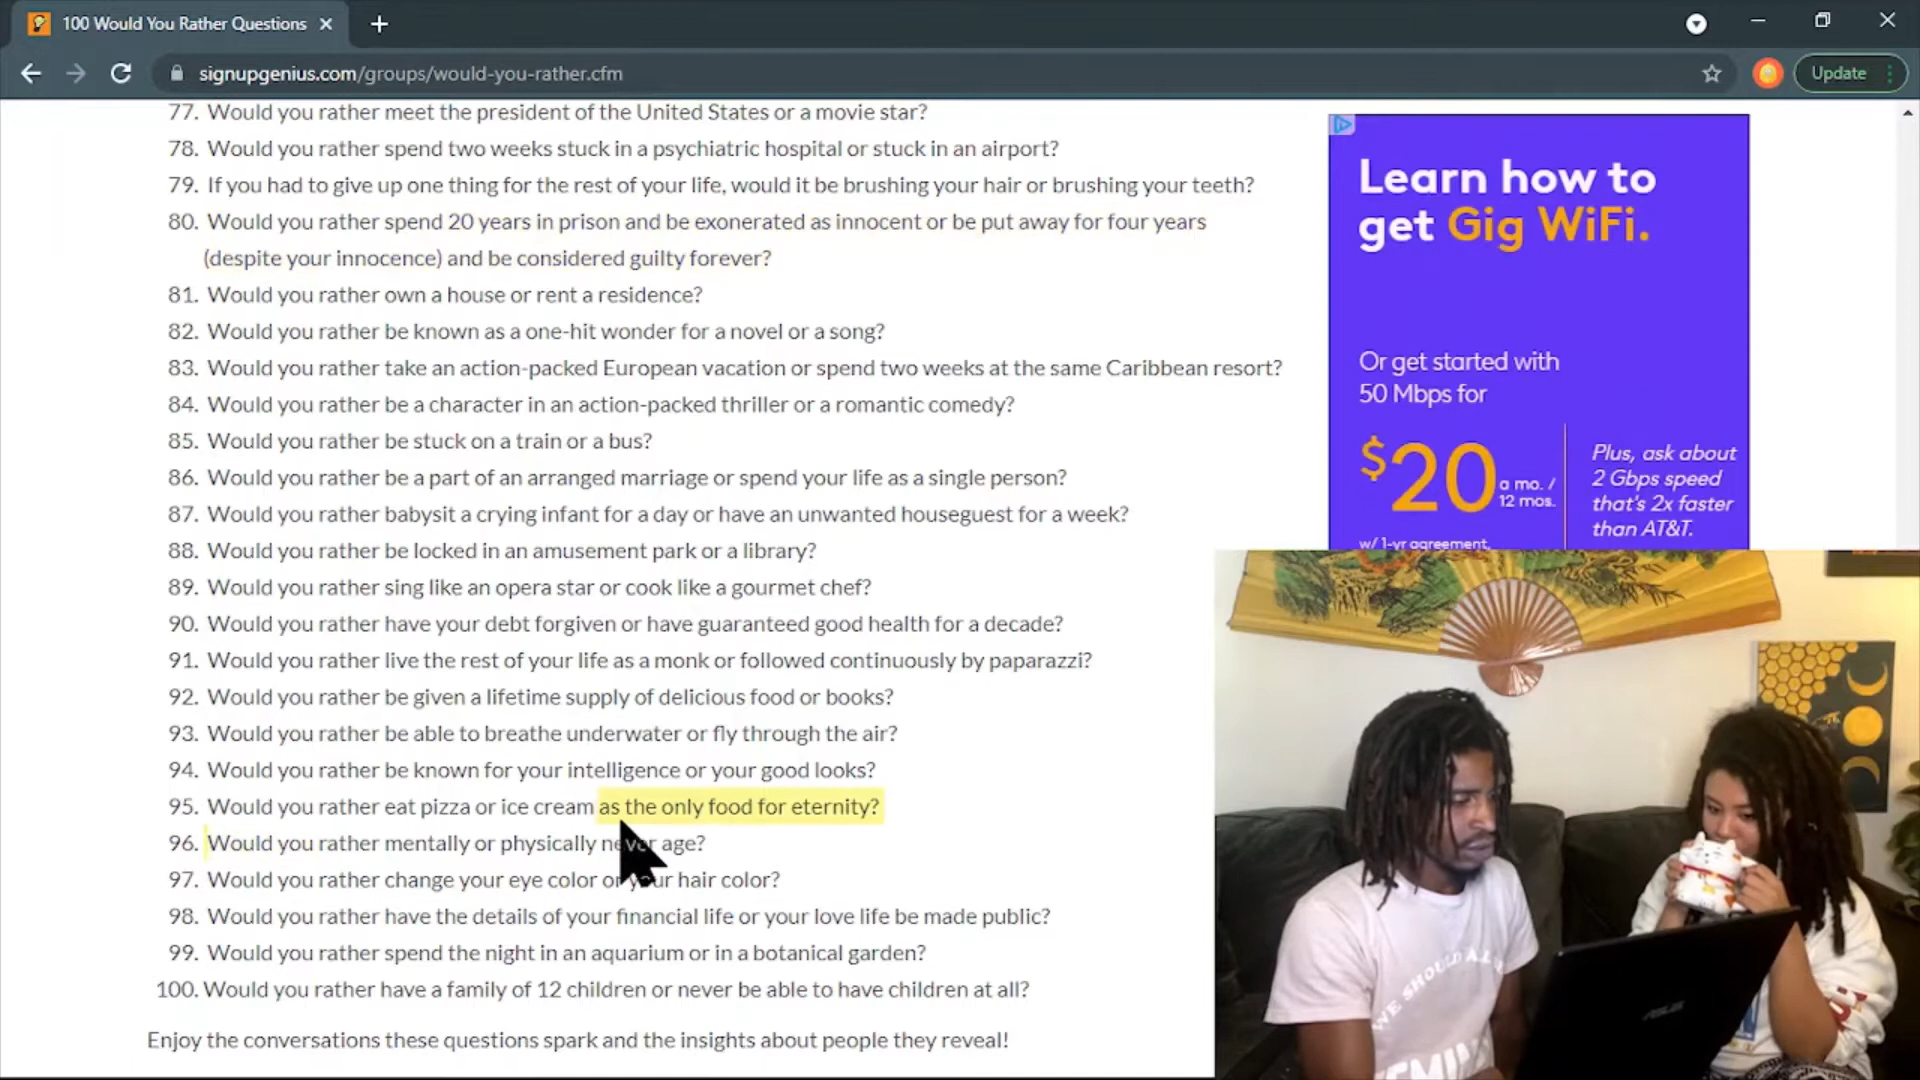 100 Would You Rather Questions
signupgenius.com/groups/would-you-rather.cfm
Update
77. Would you rather meet the president of the United States or a movie star?
78. Would you rather spend two weeks stuck in a psychiatric hospital or stuck in an airport?
79. If you had to give up one thing for the rest of your life, would it be brushing your hair or brushing your teeth?
80. Would you rather spend 20 years in prison and be exonerated as innocent or be put away for four years
(despite your innocence) and be considered guilty forever?
81. Would you rather own a house or rent a residence?
82. Would you rather be known as a one-hit wonder for a novel or a song?
83. Would you rather take an action-packed European vacation or spend two weeks at the same Caribbean resort?
84. Would you rather be a character in an action-packed thriller or a romantic comedy?
85. Would you rather be stuck on a train or a bus?
86. Would you rather be a part of an arranged marriage or spend your life as a single person?
87. Would you rather babysit a crying infant for a day or have an unwanted houseguest for a week?
88. Would you rather be locked in an amusement park or a library?
89. Would you rather sing like an opera star or cook like a gourmet chef?
90. Would you rather have your debt forgiven or have guaranteed good health for a decade?
91. Would you rather live the rest of your life as a monk or followed continuously by paparazzi?
92. Would you rather be given a lifetime supply of delicious food or books?
93. Would you rather be able to breathe underwater or fly through the air?
94. Would you rather be known for your intelligence or your good looks?
95. Would you rather eat pizza or ice cream as the only food for eternity?
96. Would you rather mentally or physically never age?
97. Would you rather change your eye color or your hair color?
98. Would you rather have the details of your financial life or your love life be made public?
99. Would you rather spend the night in an aquarium or in a botanical garden?
100. Would you rather have a family of 12 children or never be able to have children at all?
Enjoy the conversations these questions spark and the insights about people they reveal!
Learn how to
get Gig WiFi.
Or get started with
50 Mbps for
$20 a mo. /
12 mos.
Plus, ask about
2 Gbps speed
that's 2x faster
than AT&T.
w/ 1-yr agreement.
WE SHOULD ALL
FEMIN
ASUS